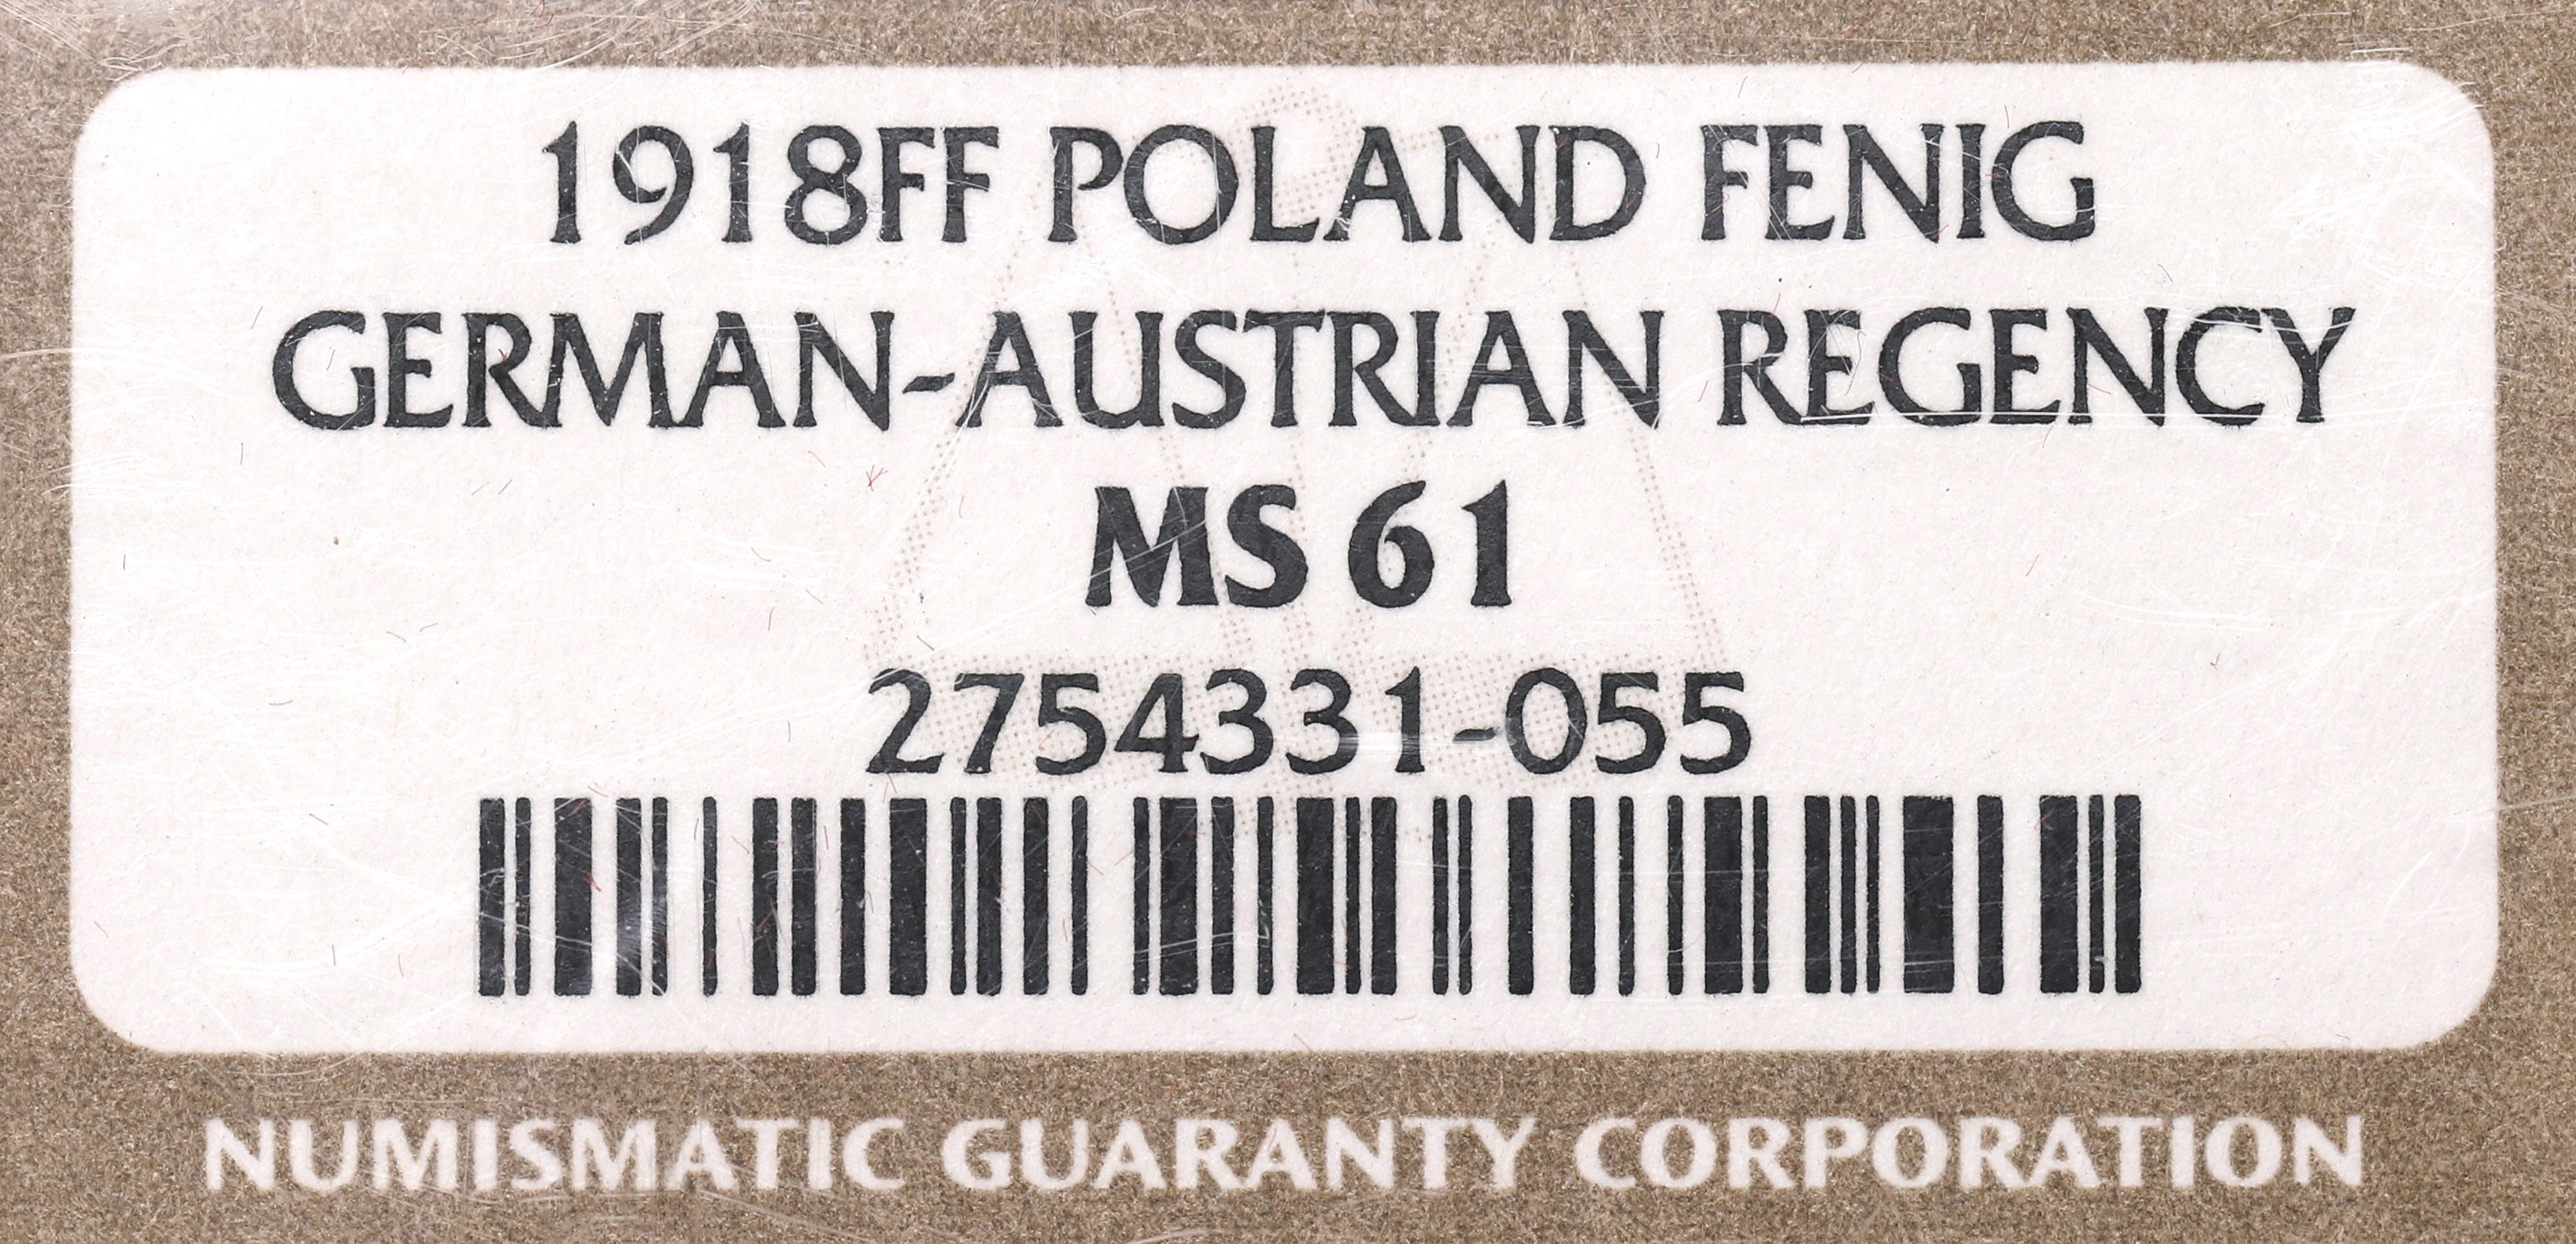 1918FF POLAND FENIG
GERMAN-AUSTRIAN REGENCY
MS 61
2754331-055
NUMISMATIC GUARANTY CORPORATION